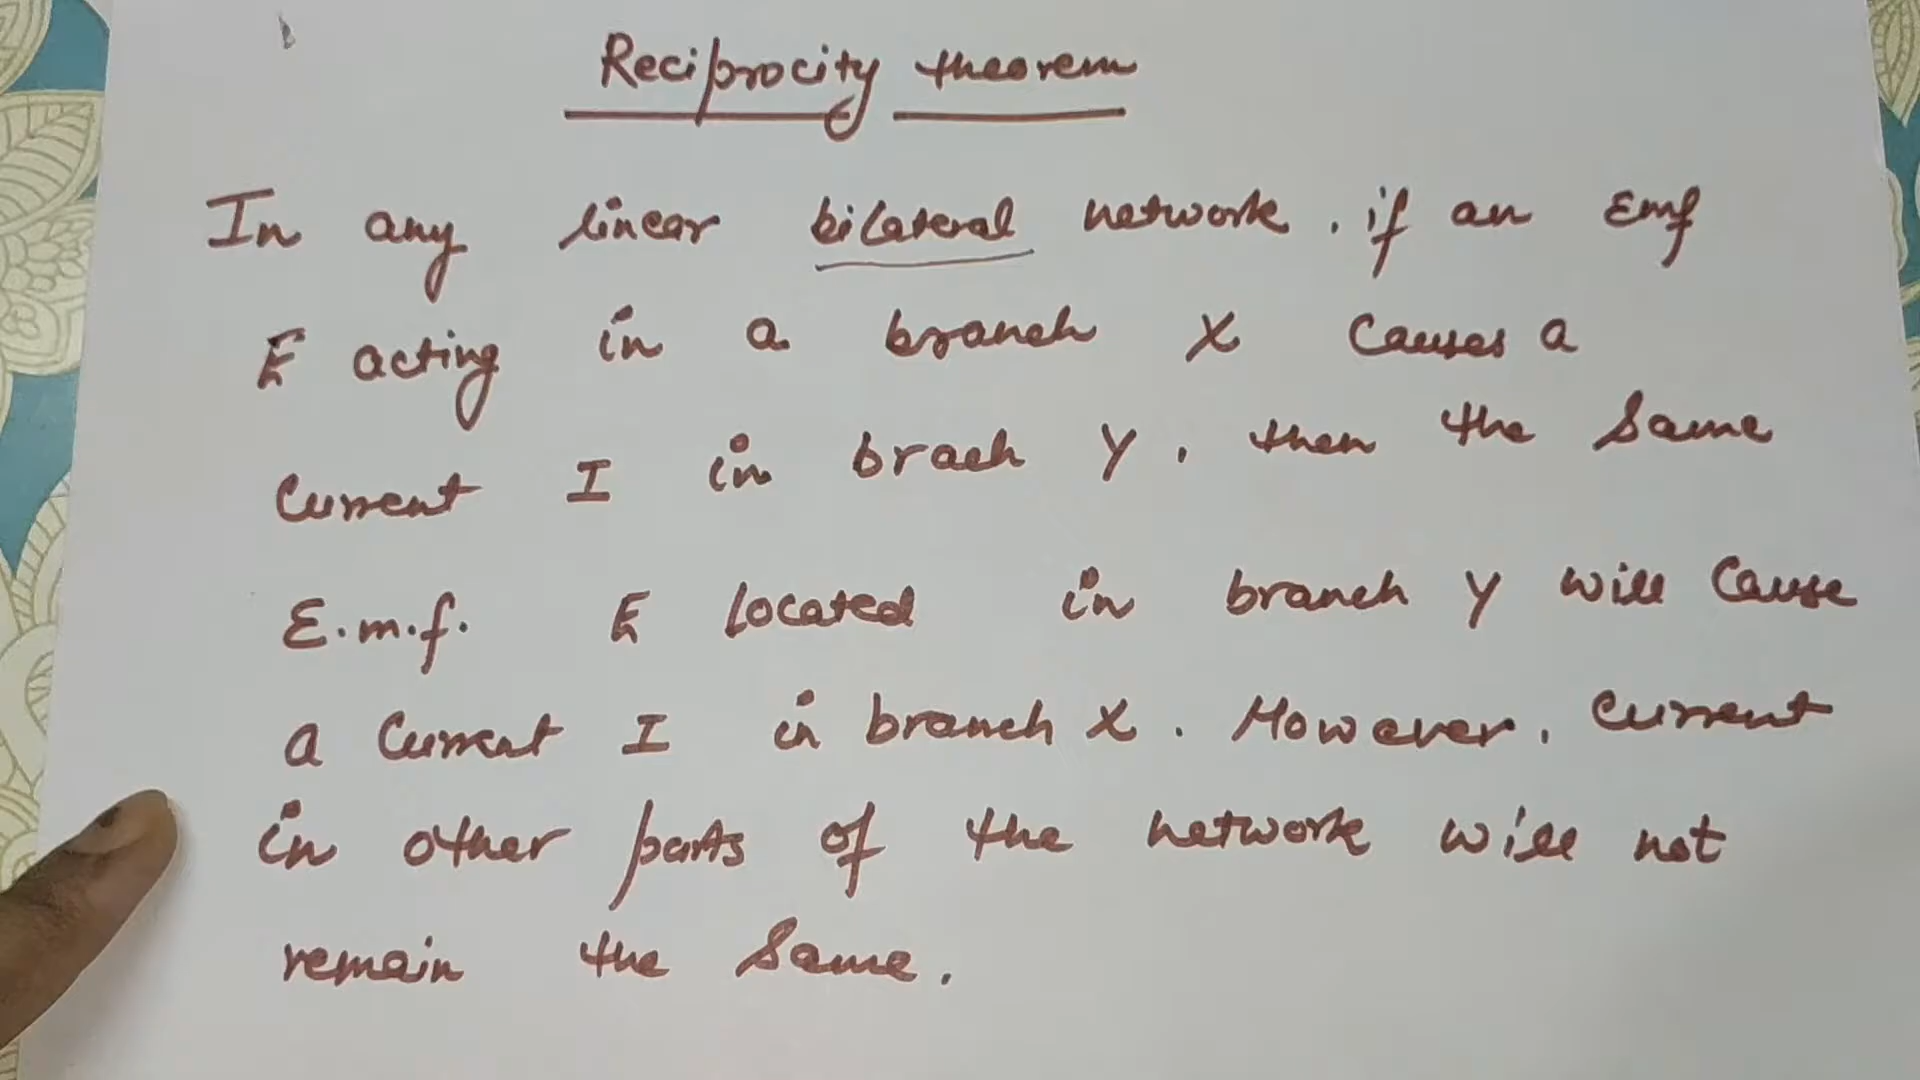 Reciprocity theorem
In any linear bilateral network, if an Emf
E acting in a branch X causes a
Current I in brach Y, then the same
E.m.f. E located in branch Y will cause
a current I in branch X. However, current
in other parts of the network will not
remain the same.